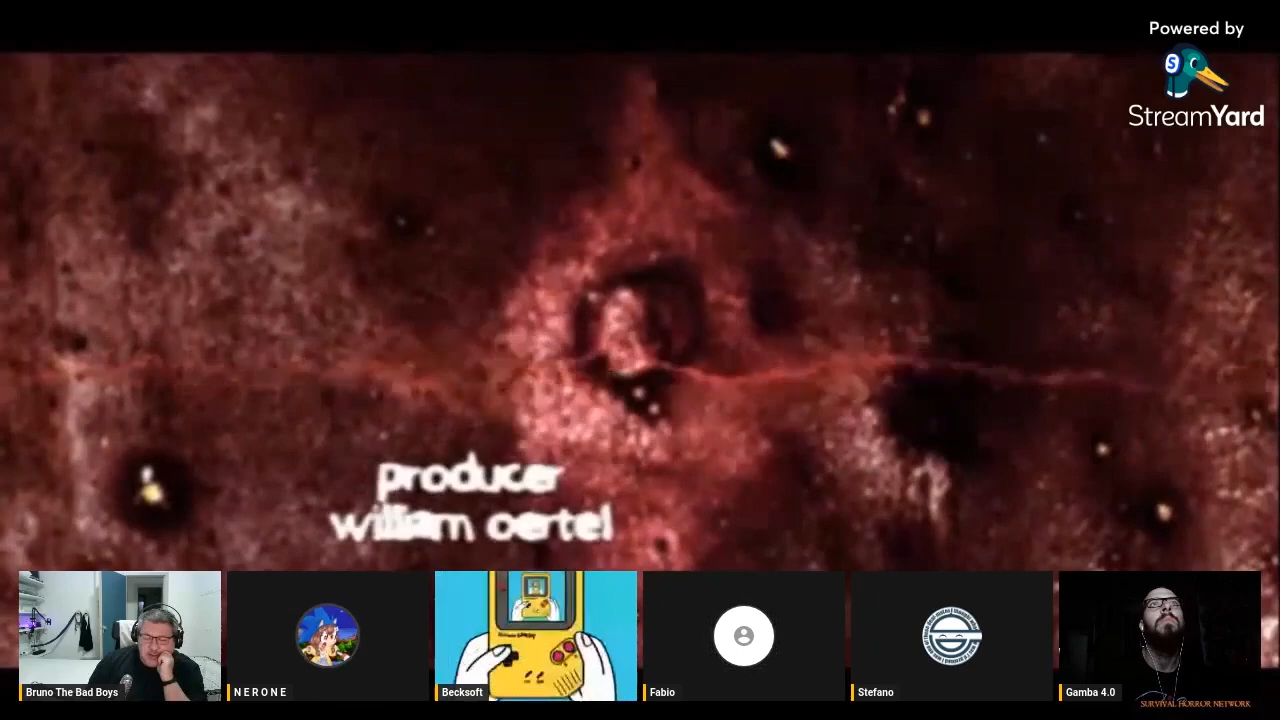 Powered by
StreamYard
producer
william oertel
Bruno The Bad Boys
N E R O N E
Becksoft
Fabio
Stefano
Gamba 4.0
SURVIVAL HORROR NETWORK